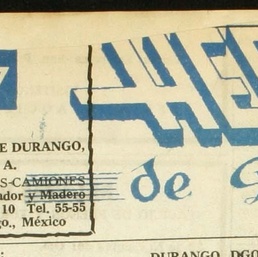 E DURANGO,
A.
S-CAMIONES
ador y Madero
10 Tel. 55-55
go., México
de
DURANGO, DGO